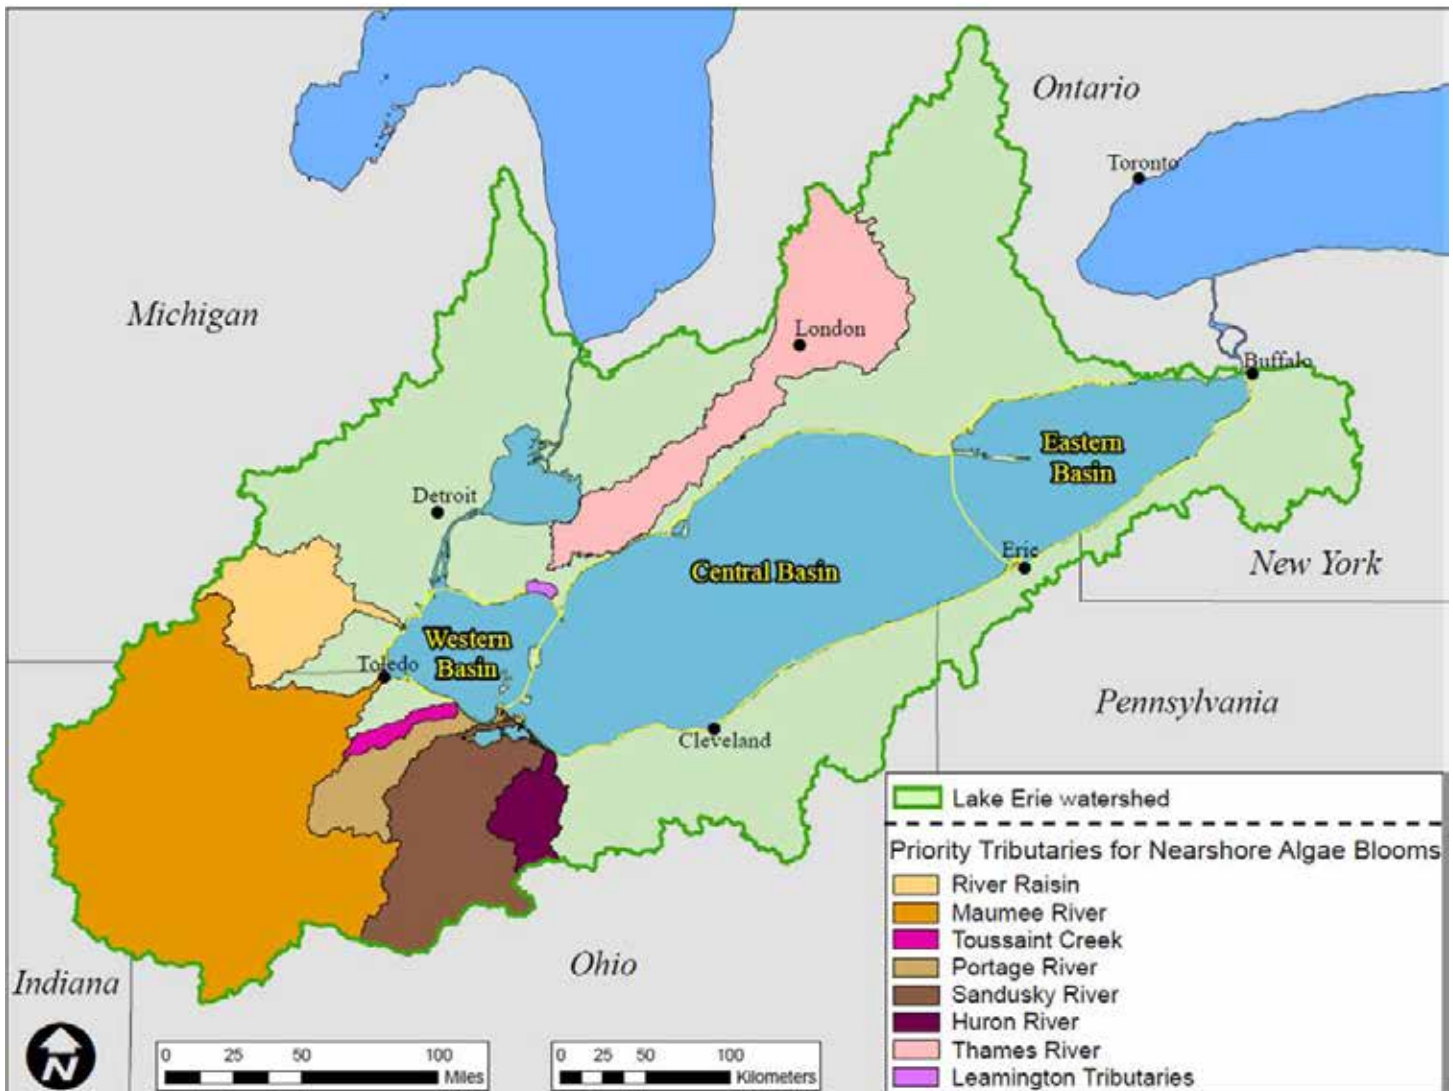 Ontario
Toronto
Michigan
London
Buffalo
Eastern
Basin
Detroit
Erie
New York
Central Basin
Western
Basin
Toledo
Pennsylvania
Cleveland
Lake Erie watershed
Priority Tributaries for Nearshore Algae Blooms
River Raisin
Maumee River
Toussaint Creek
Portage River
Sandusky River
Huron River
Thames River
Leamington Tributaries
Ohio
Indiana
N
0 25 50 100
Miles
0 25 50 100
Kilometers